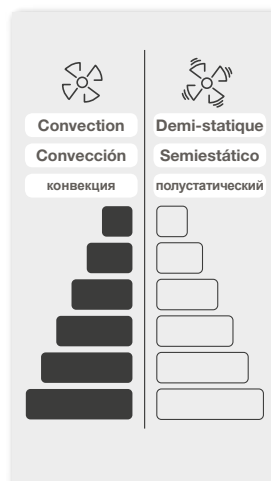 Convection
Convección
конвекция
Demi-statique
Semiestático
полустатический